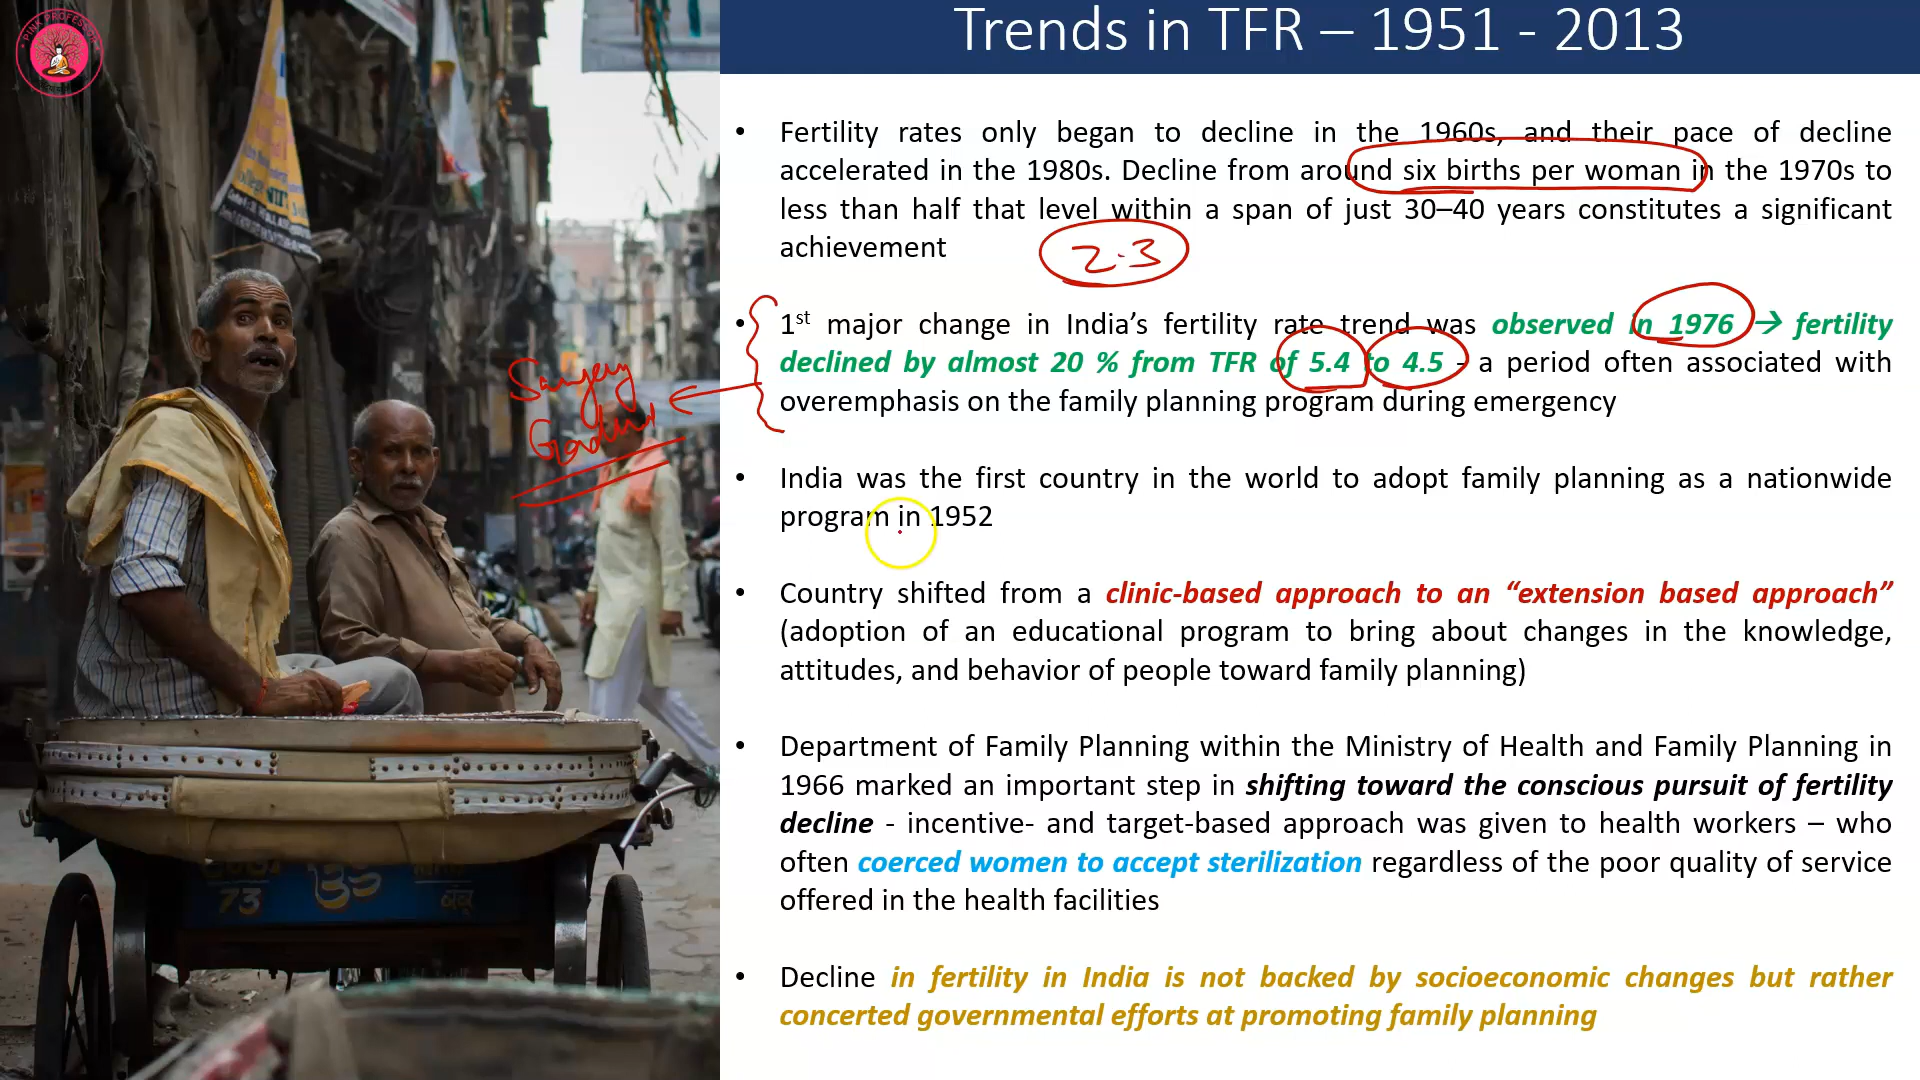 PINK PROFESSOR
Trends in TFR – 1951 - 2013
• Fertility rates only began to decline in the 1960s, and their pace of decline
accelerated in the 1980s. Decline from around six births per woman in the 1970s to
less than half that level within a span of just 30–40 years constitutes a significant
achievement
2.3
• 1st major change in India’s fertility rate trend was observed in 1976 → fertility
declined by almost 20 % from TFR of 5.4 to 4.5 - a period often associated with
overemphasis on the family planning program during emergency
Sanjay
Gandhi
• India was the first country in the world to adopt family planning as a nationwide
program in 1952
• Country shifted from a clinic-based approach to an “extension based approach”
(adoption of an educational program to bring about changes in the knowledge,
attitudes, and behavior of people toward family planning)
• Department of Family Planning within the Ministry of Health and Family Planning in
1966 marked an important step in shifting toward the conscious pursuit of fertility
decline - incentive- and target-based approach was given to health workers – who
often coerced women to accept sterilization regardless of the poor quality of service
offered in the health facilities
• Decline in fertility in India is not backed by socioeconomic changes but rather
concerted governmental efforts at promoting family planning
73